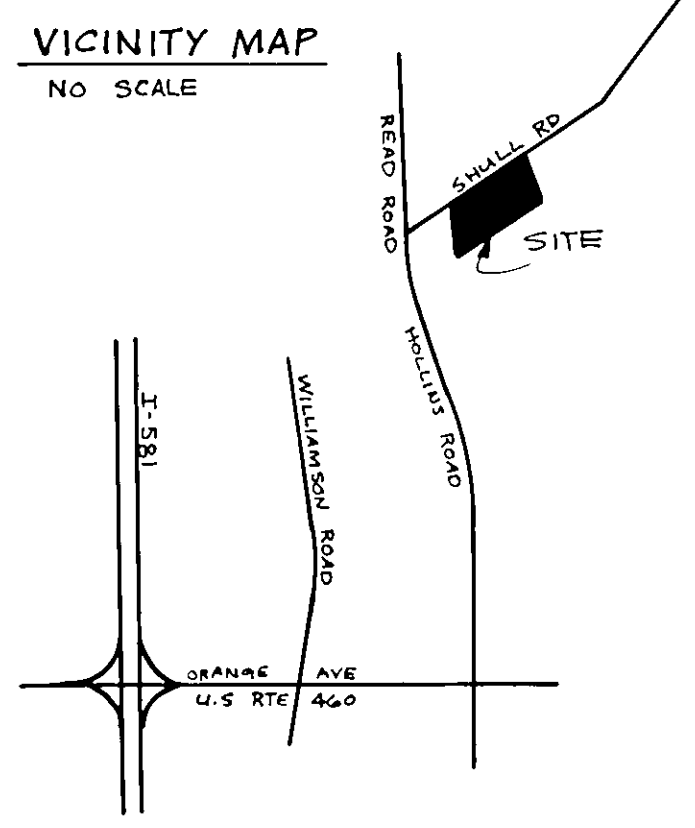 VICINITY MAP
NO SCALE
READ ROAD
SHULL RD
SITE
HOLLINS ROAD
I-581
WILLIAMSON ROAD
ORANGE AVE
U.S RTE 460